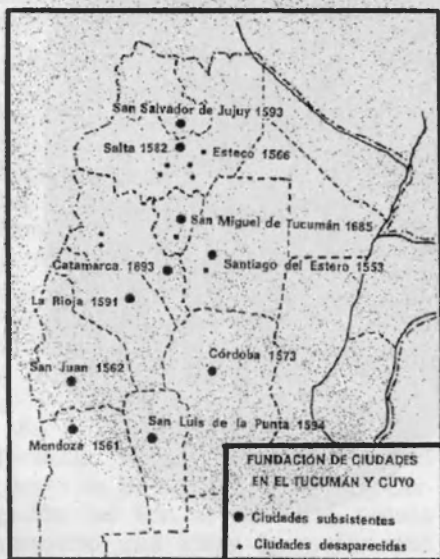 San Salvador de Jujuy 1593
Salta 1582
Esteco 1566
San Miguel de Tucumán 1685
Catamarca 1693
Santiago del Estero 1553
La Rioja 1591
San Juan 1562
Córdoba 1573
Mendoza 1561
San Luis de la Punta 1594
FUNDACIÓN DE CIUDADES
EN EL TUCUMÁN Y CUYO
Ciudades subsistentes
Ciudades desaparecidas